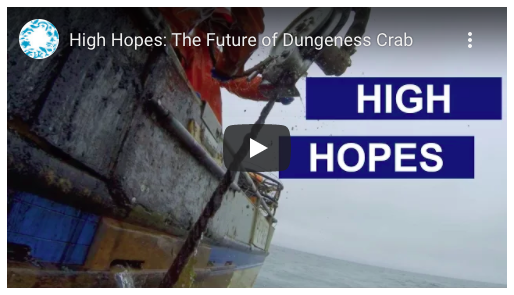 High Hopes: The Future of Dungeness Crab
HIGH
HOPES